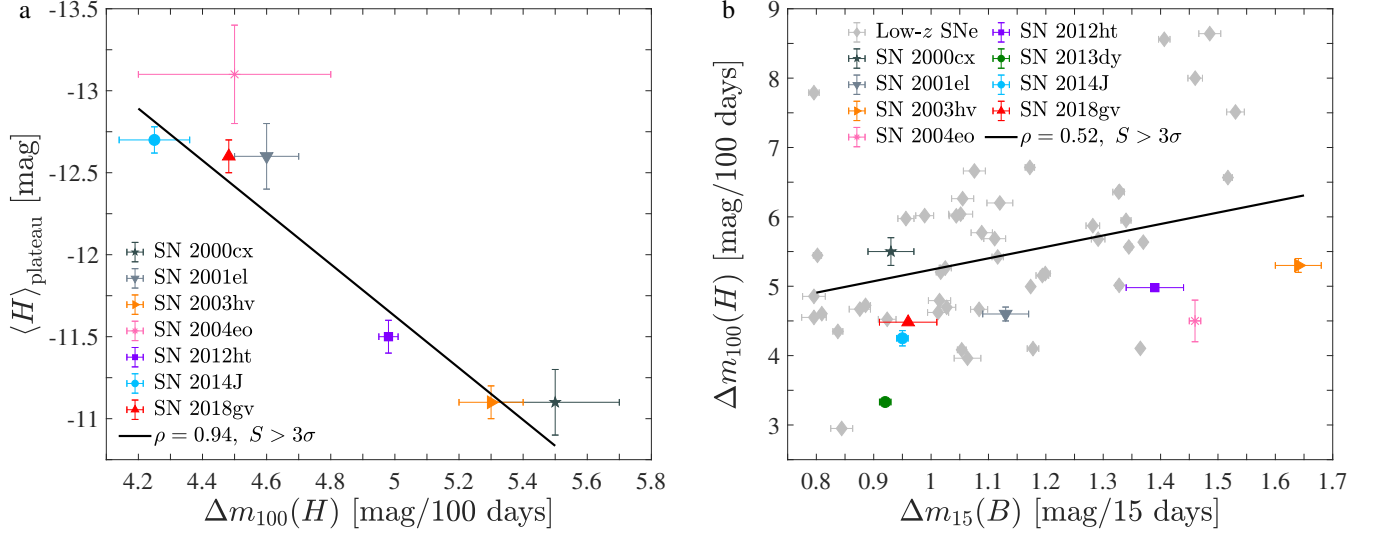 a
-13.5
-13
-12.5
-12
-11.5
-11
⟨H⟩plateau [mag]
SN 2000cx
SN 2001el
SN 2003hv
SN 2004eo
SN 2012ht
SN 2014J
SN 2018gv
ρ = 0.94, S > 3σ
4.2 4.4 4.6 4.8 5 5.2 5.4 5.6 5.8
Δm₁₀₀(H) [mag/100 days]
b
9
8
7
6
5
4
3
Δm₁₀₀(H) [mag/100 days]
Low-z SNe
SN 2000cx
SN 2001el
SN 2003hv
SN 2004eo
SN 2012ht
SN 2013dy
SN 2014J
SN 2018gv
ρ = 0.52, S > 3σ
0.8 0.9 1 1.1 1.2 1.3 1.4 1.5 1.6 1.7
Δm₁₅(B) [mag/15 days]